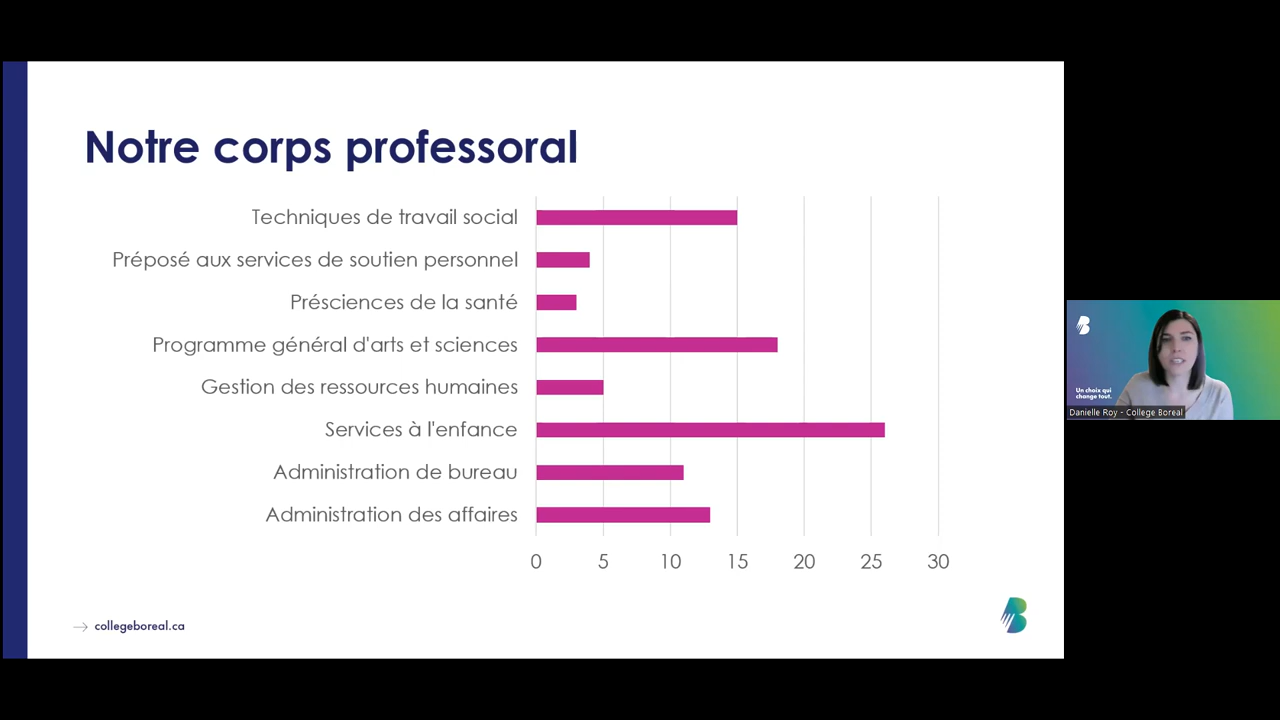 Notre corps professoral
Techniques de travail social
Préposé aux services de soutien personnel
Présciences de la santé
Programme général d'arts et sciences
Gestion des ressources humaines
Services à l'enfance
Administration de bureau
Administration des affaires
0 5 10 15 20 25 30
collegeboreal.ca
B
Un choix qui
change tout.
Danielle Roy - College Boreal